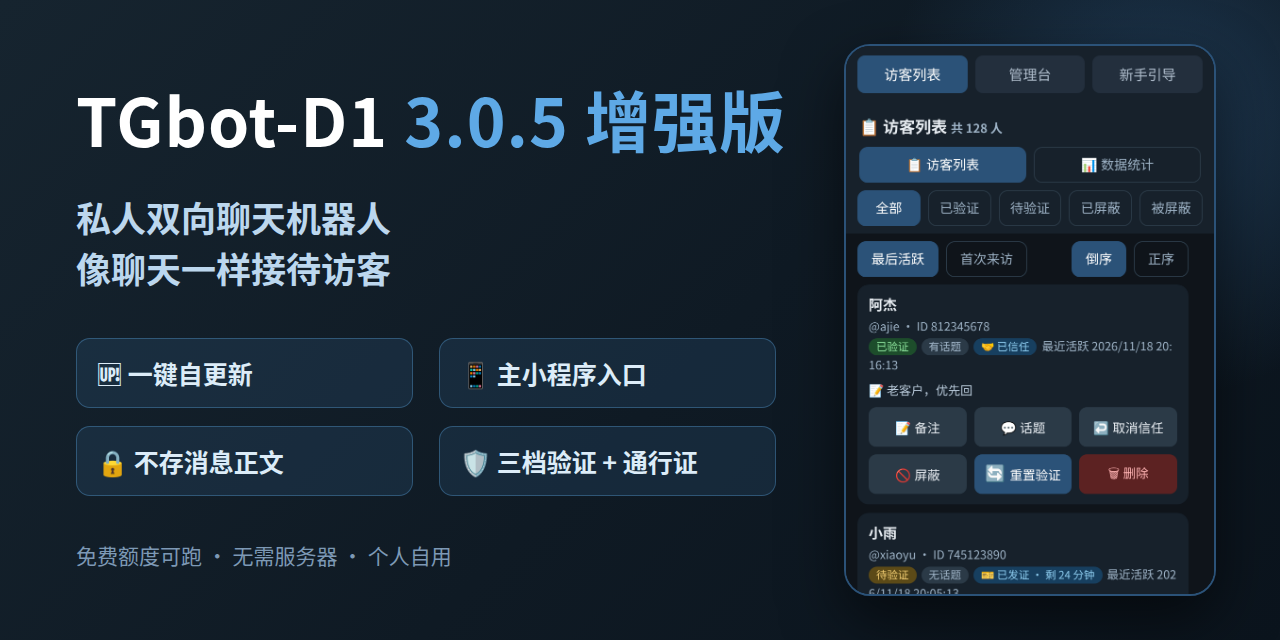 TGbot-D1 3.0.5 增强版
私人双向聊天机器人
像聊天一样接待访客
UP! 一键自更新
主小程序入口
不存消息正文
三档验证 + 通行证
免费额度可跑 · 无需服务器 · 个人自用
访客列表 管理台 新手引导
访客列表 共 128 人
访客列表 数据统计
全部 已验证 待验证 已屏蔽 被屏蔽
最后活跃 首次来访 倒序 正序
阿杰
@ajie · ID 812345678
已验证 有话题 已信任 最近活跃 2026/11/18 20:
16:13
老客户，优先回
备注 话题 取消信任
屏蔽 重置验证 删除
小雨
@xiaoyu · ID 745123890
待验证 无话题 已发证 · 剩 24 分钟 最近活跃 202
6/11/18 20:05:13